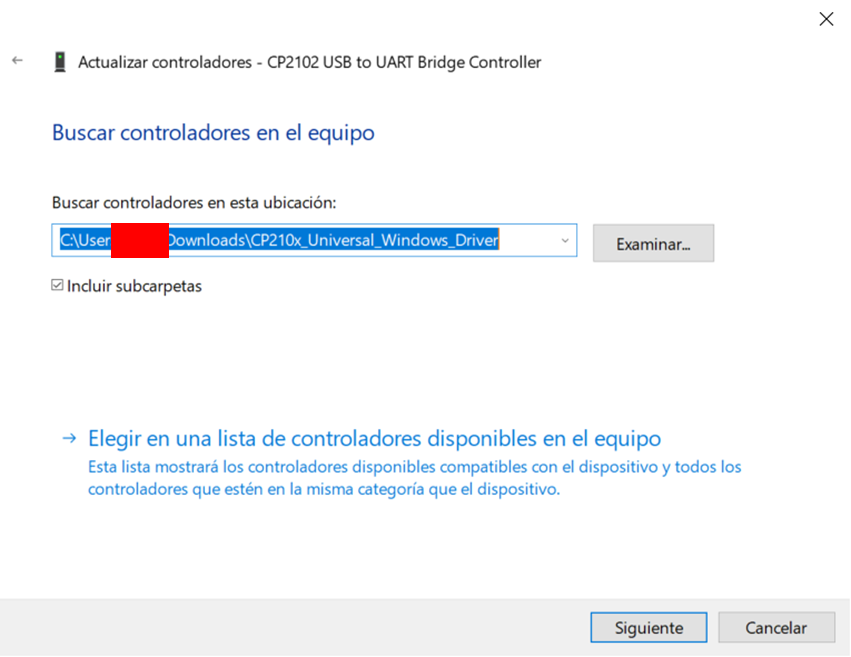 Actualizar controladores - CP2102 USB to UART Bridge Controller
Buscar controladores en el equipo
Buscar controladores en esta ubicación:
C:\User Downloads\CP210x_Universal_Windows_Driver
Examinar...
Incluir subcarpetas
Elegir en una lista de controladores disponibles en el equipo
Esta lista mostrará los controladores disponibles compatibles con el dispositivo y todos los
controladores que estén en la misma categoría que el dispositivo.
Siguiente
Cancelar